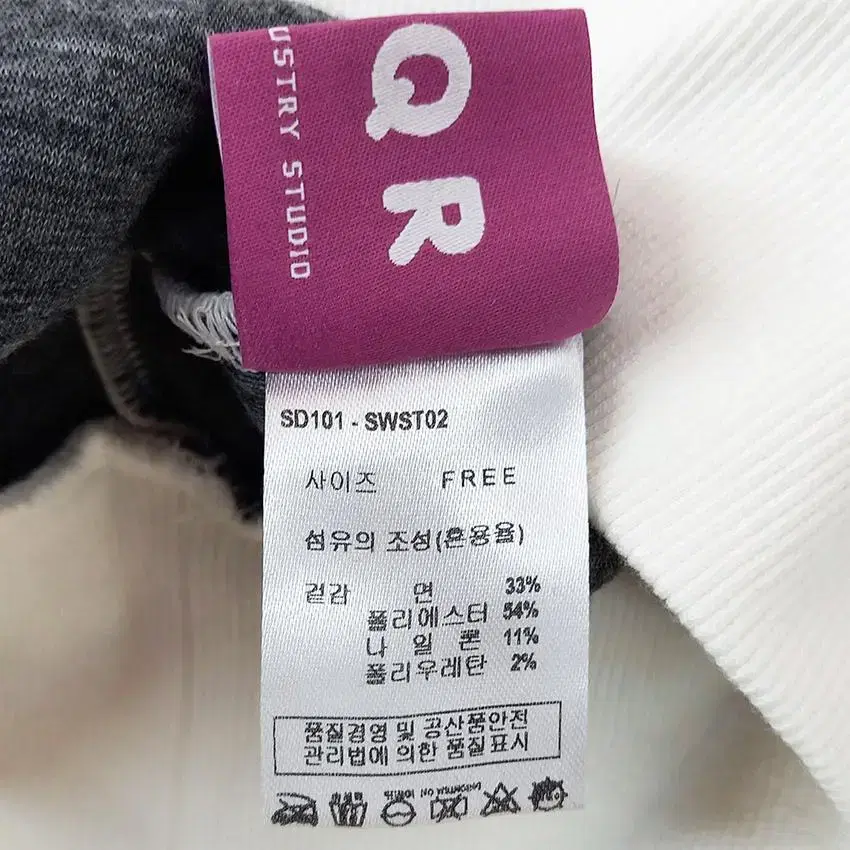 QR
USTRY STUDIO
SD101 - SWST02
사이즈 FREE
섬유의 조성(혼용율)
겉감 면 33%
폴리에스터 54%
나일론 11%
폴리우레탄 2%
품질경영 및 공산품안전
관리법에 의한 품질표시